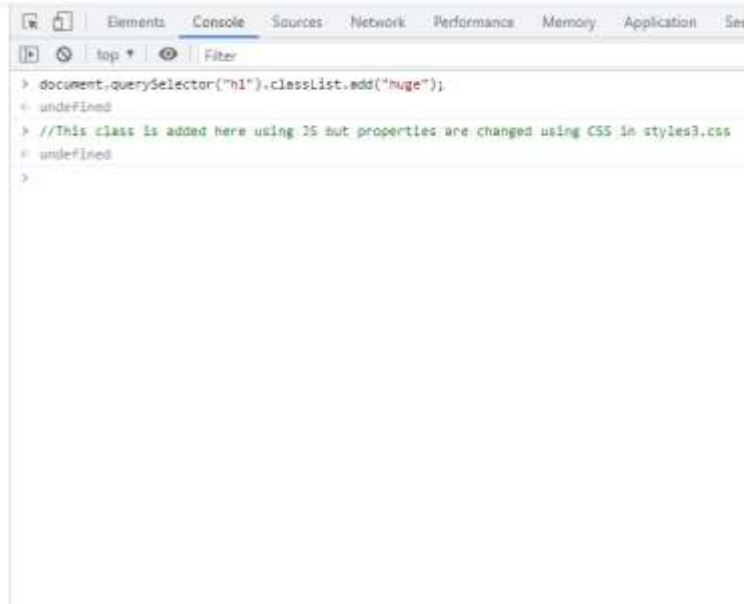 Elements Console Sources Network Performance Memory Application
top Filter
> document.querySelector("h1").classList.add("huge");
undefined
> //This class is added here using JS but properties are changed using CSS in styles3.css
undefined
>